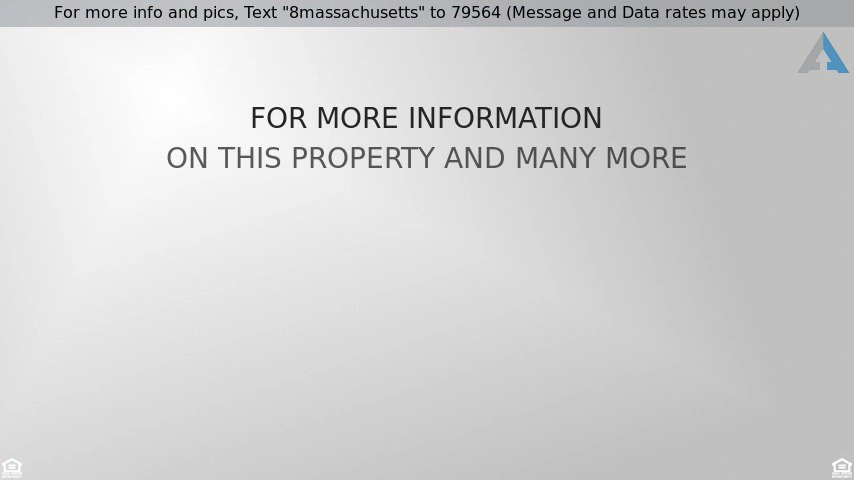 For more info and pics, Text "8massachusetts" to 79564 (Message and Data rates may apply)
FOR MORE INFORMATION
ON THIS PROPERTY AND MANY MORE